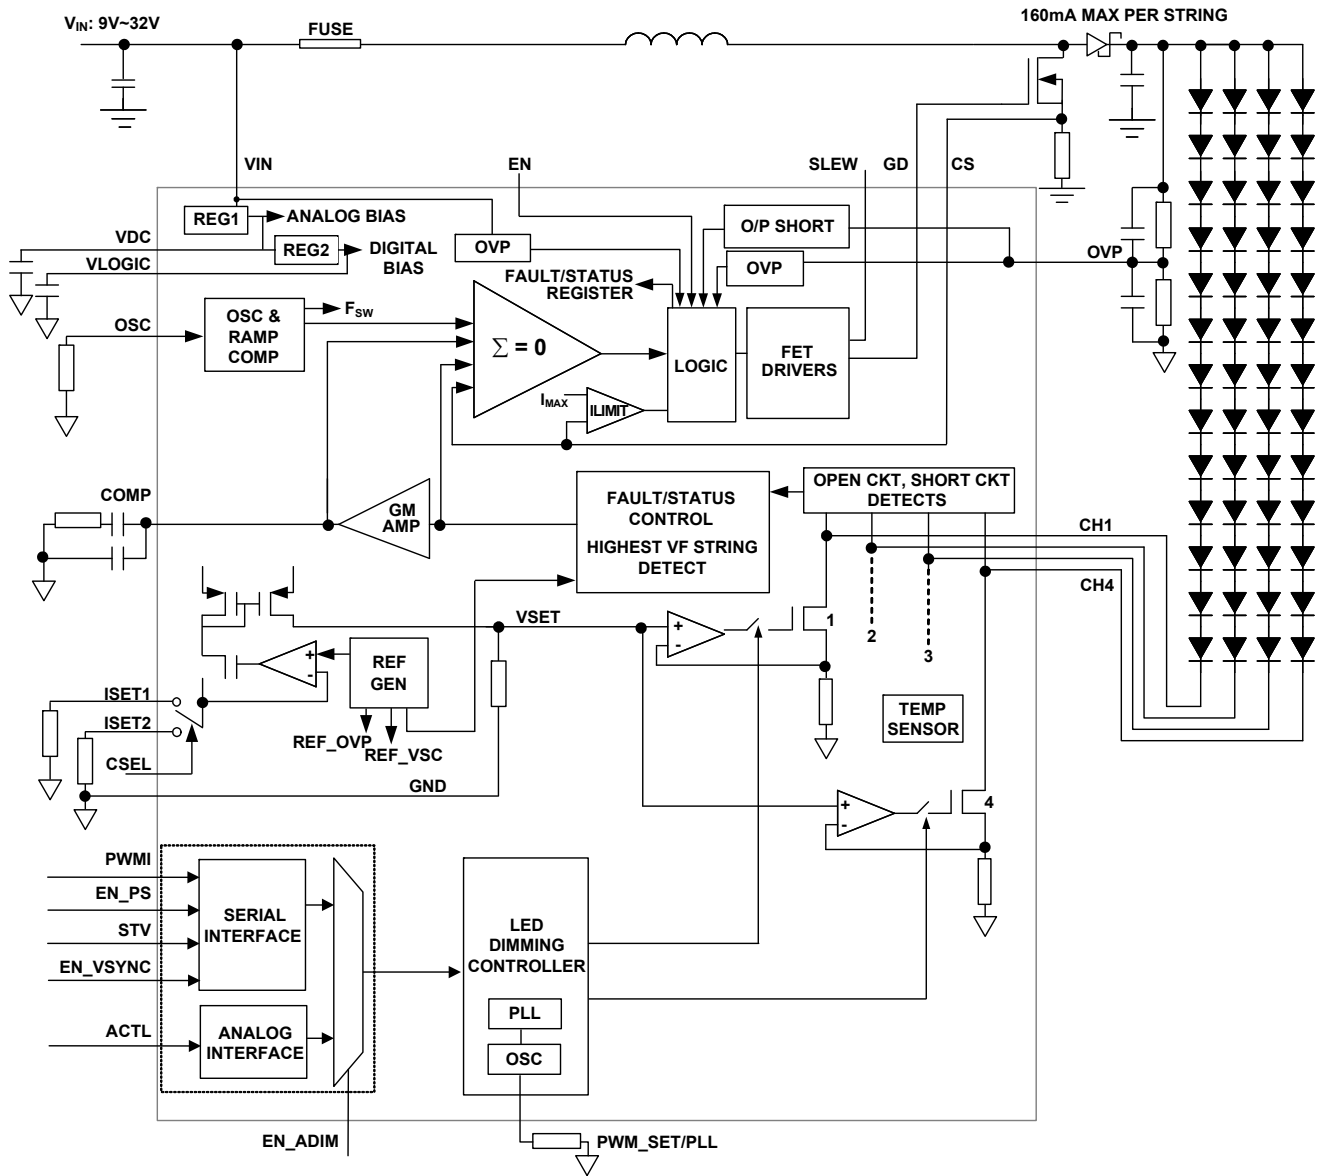 V_IN: 9V~32V
FUSE
160mA MAX PER STRING
VIN
EN
SLEW
GD
CS
REG1
ANALOG BIAS
VDC
REG2
DIGITAL
BIAS
VLOGIC
OVP
O/P SHORT
OVP
OVP
FAULT/STATUS
REGISTER
OSC
OSC &
RAMP
COMP
F_SW
Σ = 0
LOGIC
FET
DRIVERS
I_MAX
ILIMIT
COMP
GM
AMP
FAULT/STATUS
CONTROL
HIGHEST VF STRING
DETECT
OPEN CKT, SHORT CKT
DETECTS
CH1
CH4
VSET
+
-
1
2
3
+
-
REF
GEN
ISET1
ISET2
CSEL
REF_OVP
REF_VSC
GND
TEMP
SENSOR
+
-
4
PWMI
EN_PS
STV
EN_VSYNC
SERIAL
INTERFACE
ACTL
ANALOG
INTERFACE
LED
DIMMING
CONTROLLER
PLL
OSC
EN_ADIM
PWM_SET/PLL